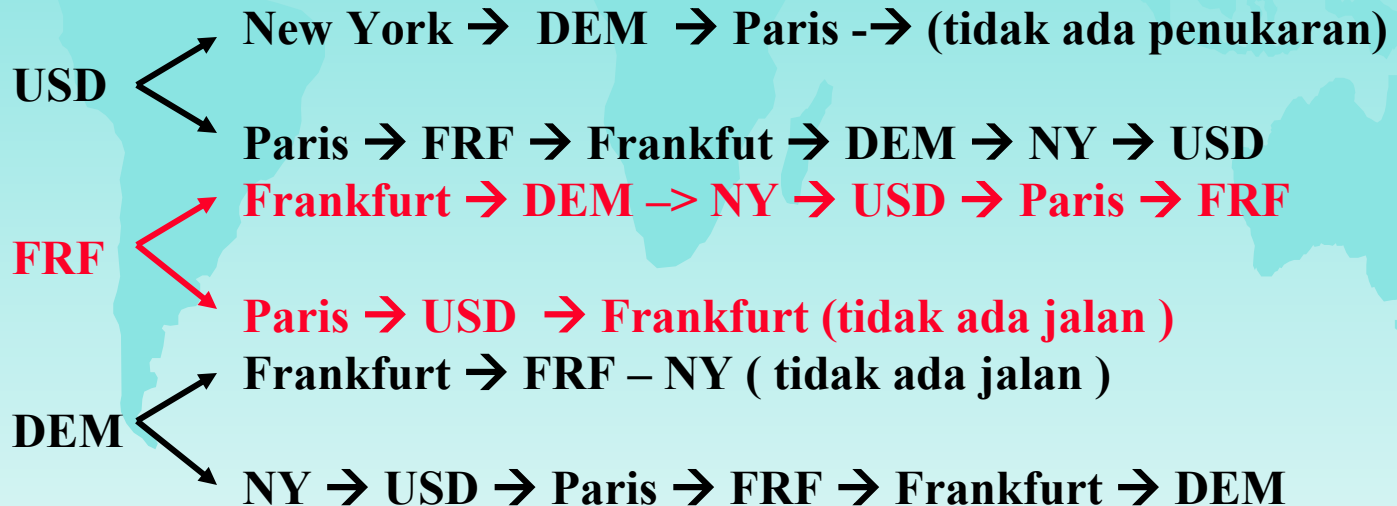 New York → DEM → Paris -→ (tidak ada penukaran)
USD
Paris → FRF → Frankfut → DEM → NY → USD
Frankfurt → DEM –> NY → USD → Paris → FRF
FRF
Paris → USD → Frankfurt (tidak ada jalan )
Frankfurt → FRF – NY ( tidak ada jalan )
DEM
NY → USD → Paris → FRF → Frankfurt → DEM